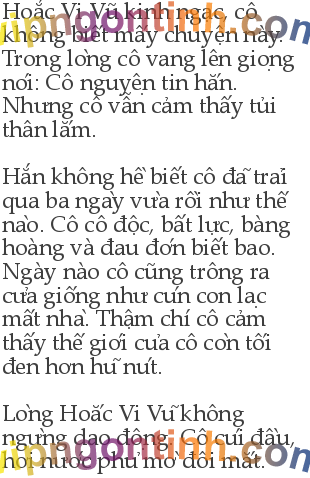 Hoắc Vi Vũ kinh ngạc, cô
không biết mấy chuyện này.
Trong lòng cô vang lên giọng
nói: Cô nguyện tin hắn.
Nhưng cô vẫn cảm thấy tủi
thân lắm.
Hắn không hề biết cô đã trải
qua ba ngày vừa rồi như thế
nào. Cô cô độc, bất lực, bàng
hoàng và đau đớn biết bao.
Ngày nào cô cũng trông ra
cửa giống như cún con lạc
mất nhà. Thậm chí cô cảm
thấy thế giới của cô còn tối
đen hơn hũ nút.
Lòng Hoắc Vi Vũ không
ngừng dao động. Cô cúi đầu,
hơi nước phủ mờ đôi mắt.
vipngontinh.com
vipngontinh.com